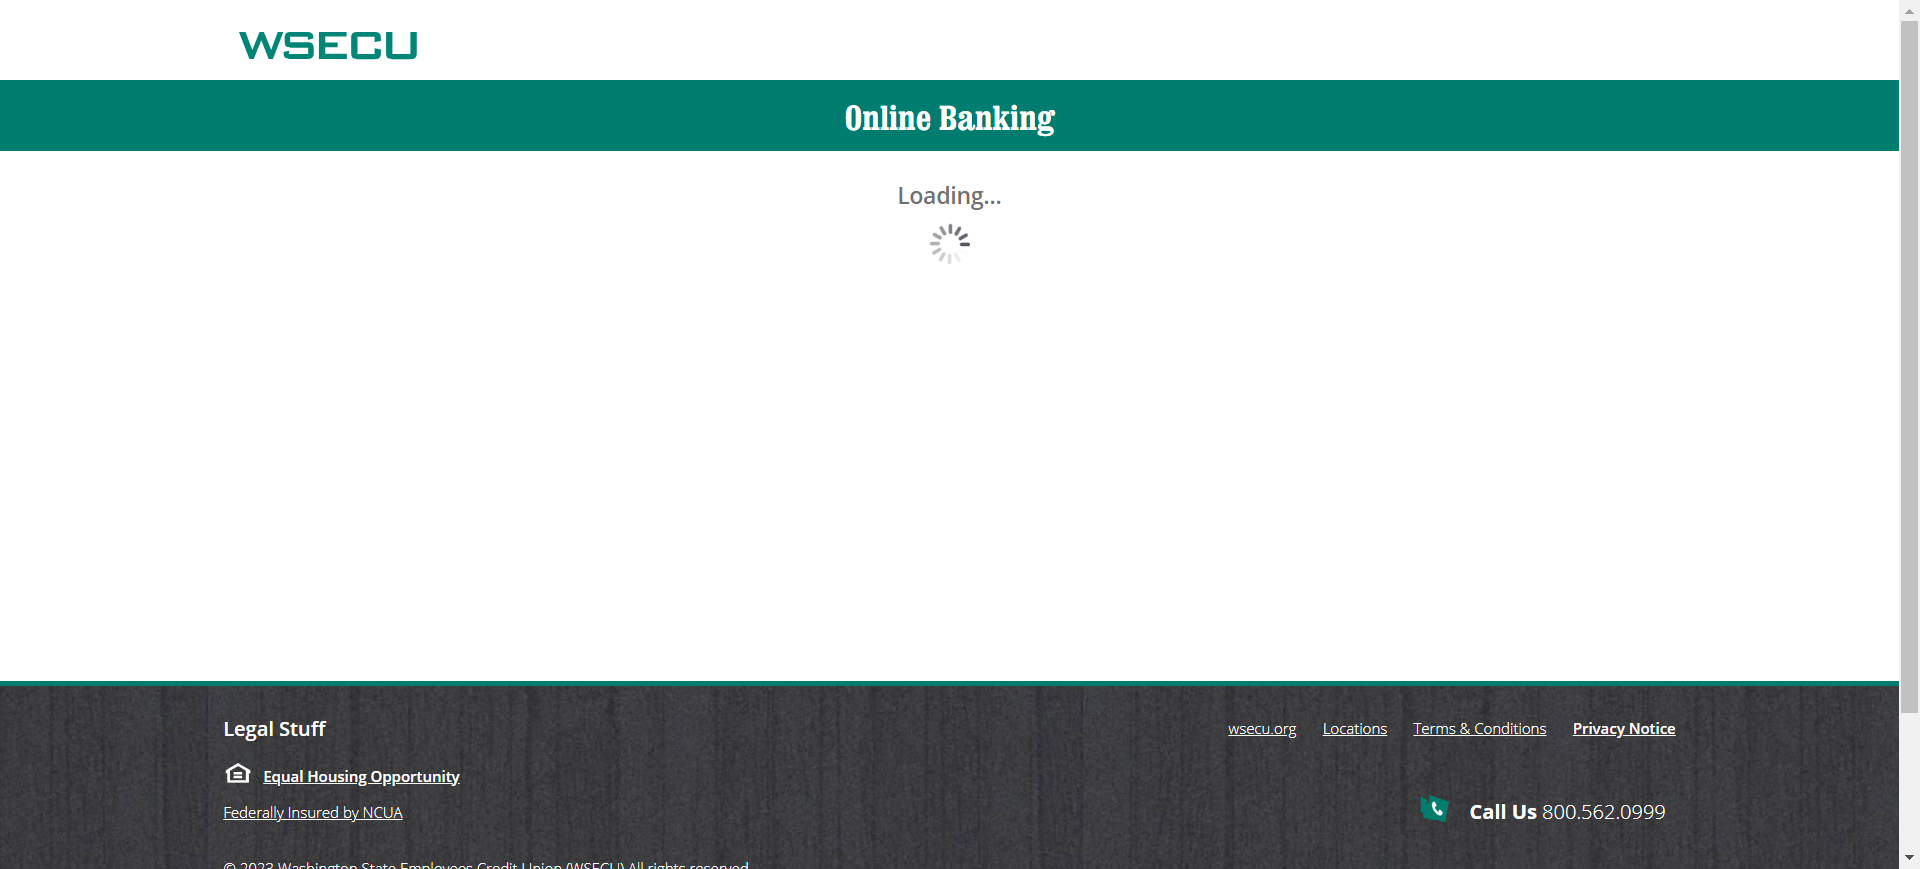 WSECU
Online Banking
Loading...
Legal Stuff
wsecu.org Locations Terms & Conditions Privacy Notice
Equal Housing Opportunity
Federally Insured by NCUA
Call Us 800.562.0999
© 2023 Washington State Employees Credit Union (WSECU) All rights reserved